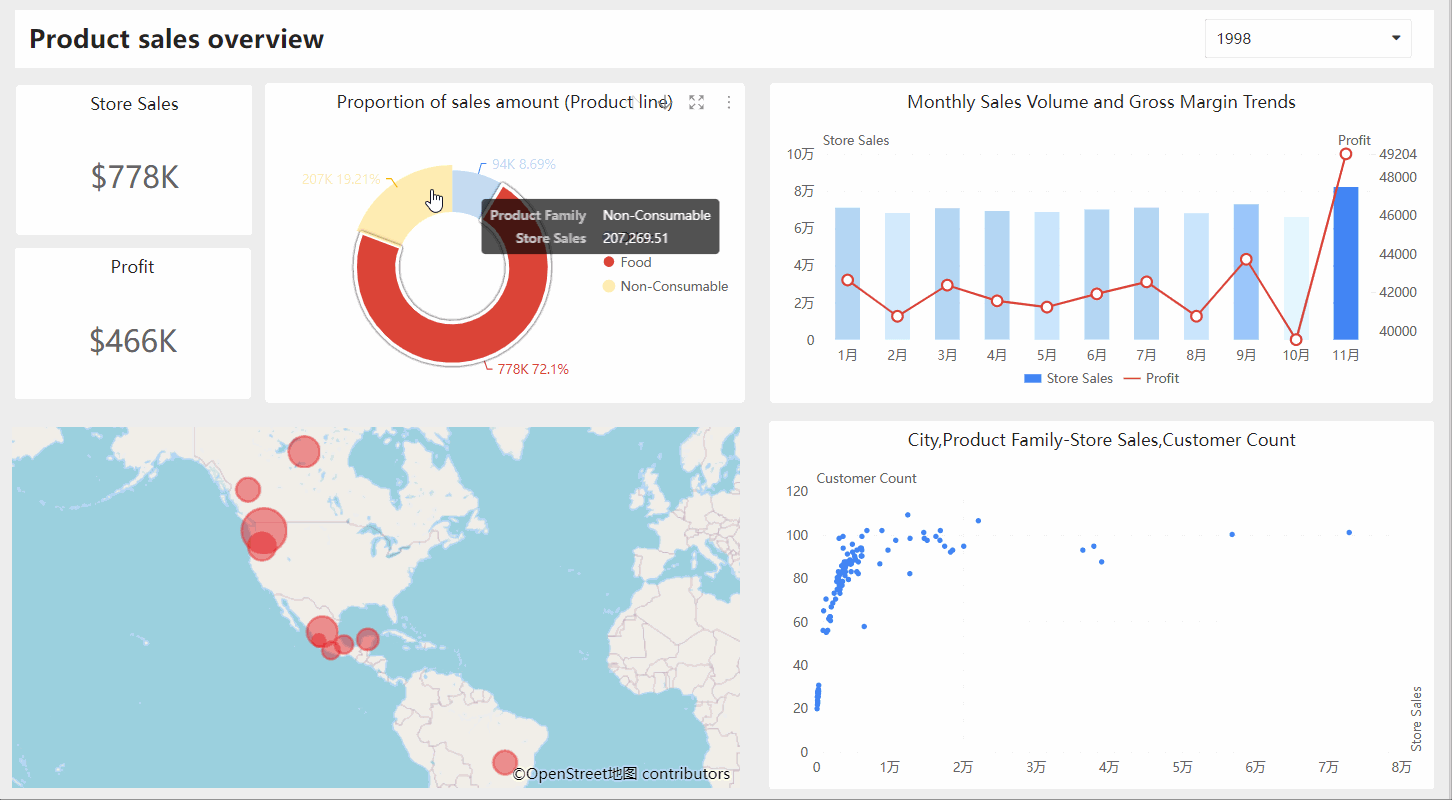 Product sales overview
1998
Store Sales
$778K
Profit
$466K
Proportion of sales amount (Product line)
94K 8.69%
207K 19.21%
Product Family Non-Consumable
Store Sales 207,269.51
Food
Non-Consumable
778K 72.1%
Monthly Sales Volume and Gross Margin Trends
Store Sales
Profit
10万
8万
6万
4万
2万
0
49204
48000
46000
44000
42000
40000
1月 2月 3月 4月 5月 6月 7月 8月 9月 10月 11月
Store Sales Profit
©OpenStreet地图 contributors
City,Product Family-Store Sales,Customer Count
Customer Count
120
100
80
60
40
20
0
0 1万 2万 3万 4万 5万 6万 7万 8万
Store Sales